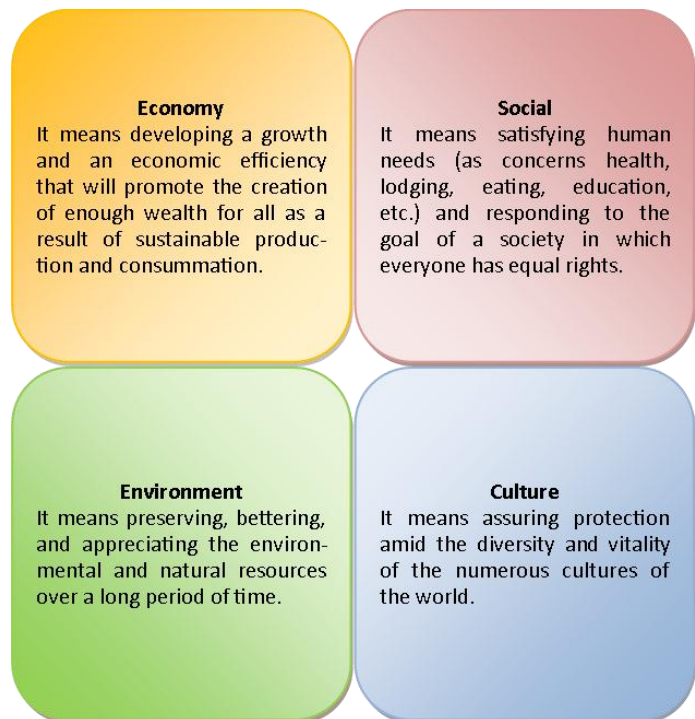 Economy
It means developing a growth
and an economic efficiency
that will promote the creation
of enough wealth for all as a
result of sustainable produc-
tion and consummation.
Social
It means satisfying human
needs (as concerns health,
lodging, eating, education,
etc.) and responding to the
goal of a society in which
everyone has equal rights.
Environment
It means preserving, bettering,
and appreciating the environ-
mental and natural resources
over a long period of time.
Culture
It means assuring protection
amid the diversity and vitality
of the numerous cultures of
the world.